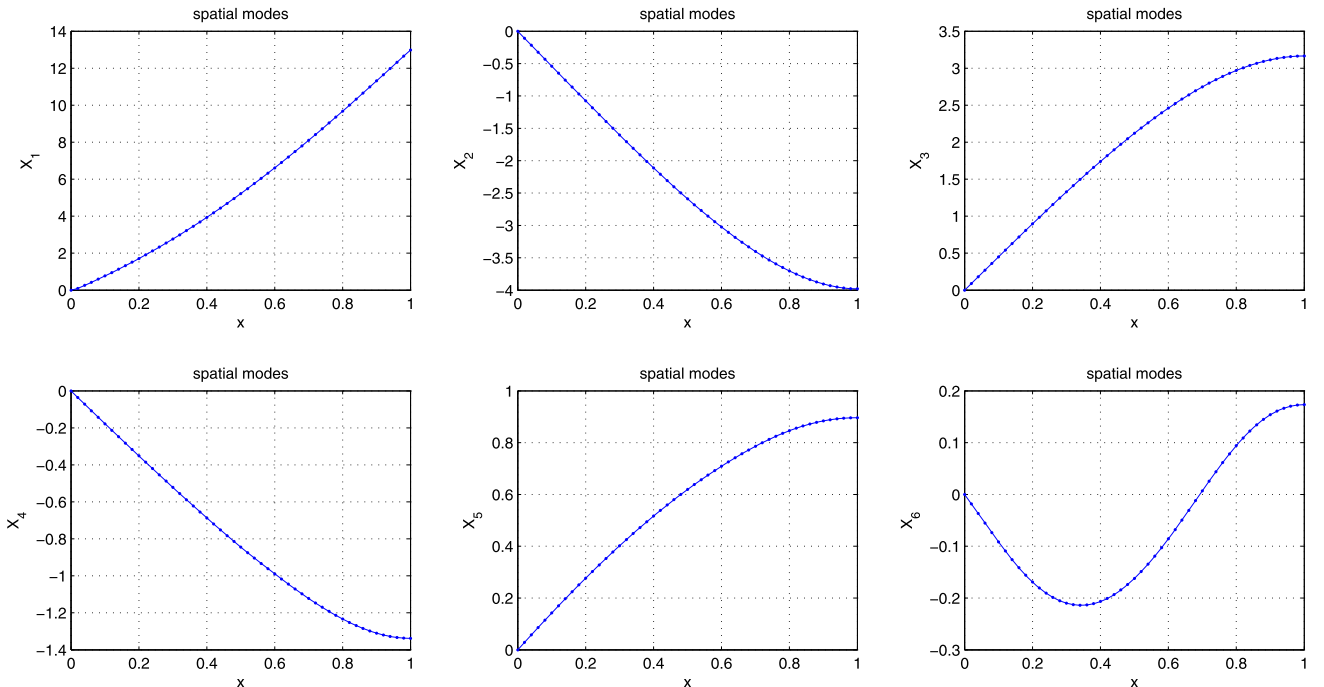 spatial modes
14
12
10
8
6
4
2
0
X1
0 0.2 0.4 0.6 0.8 1
x
spatial modes
0
−0.5
−1
−1.5
−2
−2.5
−3
−3.5
−4
X2
0 0.2 0.4 0.6 0.8 1
x
spatial modes
3.5
3
2.5
2
1.5
1
0.5
0
X3
0 0.2 0.4 0.6 0.8 1
x
spatial modes
0
−0.2
−0.4
−0.6
−0.8
−1
−1.2
−1.4
X4
0 0.2 0.4 0.6 0.8 1
x
spatial modes
1
0.8
0.6
0.4
0.2
0
X5
0 0.2 0.4 0.6 0.8 1
x
spatial modes
0.2
0.1
0
−0.1
−0.2
−0.3
X6
0 0.2 0.4 0.6 0.8 1
x